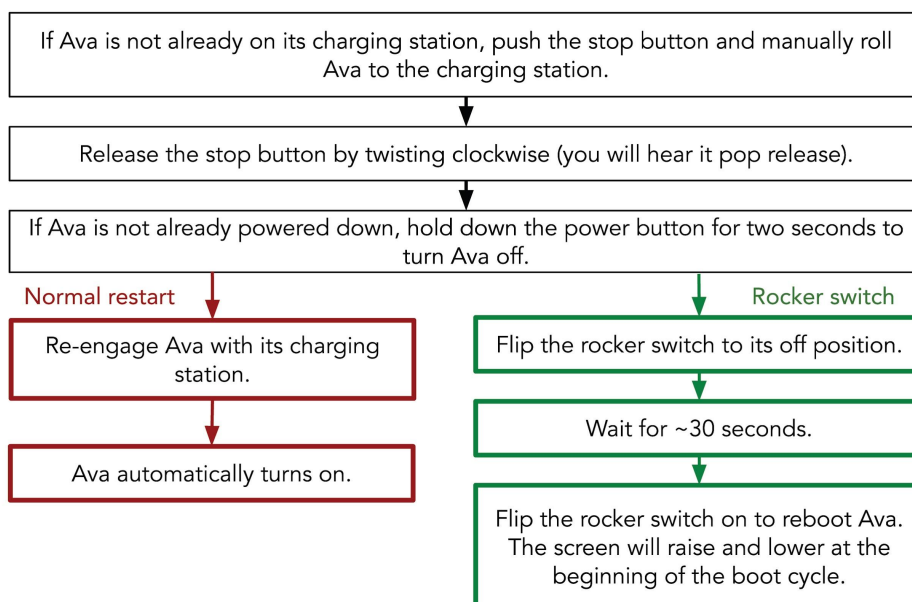 If Ava is not already on its charging station, push the stop button and manually roll
Ava to the charging station.
Release the stop button by twisting clockwise (you will hear it pop release).
If Ava is not already powered down, hold down the power button for two seconds to
turn Ava off.
Normal restart
Re-engage Ava with its charging
station.
Ava automatically turns on.
Rocker switch
Flip the rocker switch to its off position.
Wait for ~30 seconds.
Flip the rocker switch on to reboot Ava.
The screen will raise and lower at the
beginning of the boot cycle.